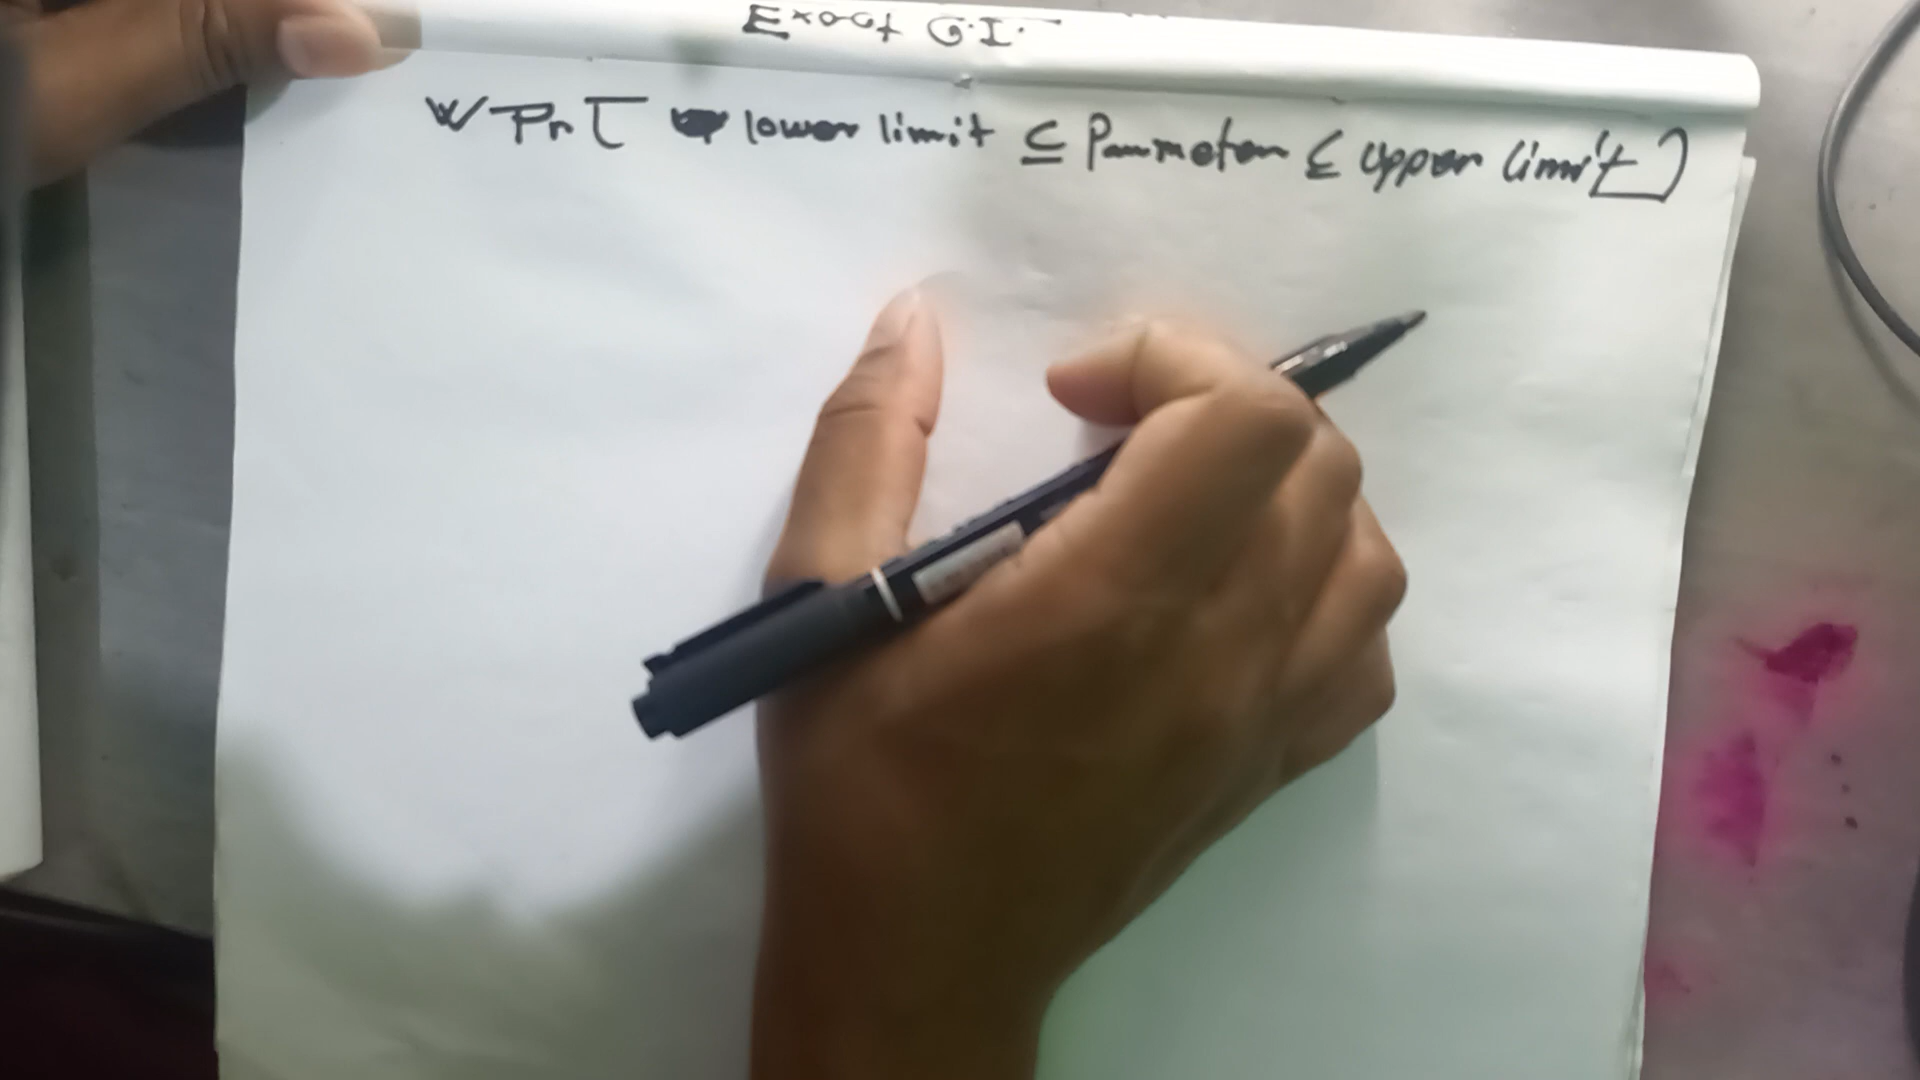 Exact C.I.
W Pr [ lower limit ≤ Parameter ≤ upper limit ]